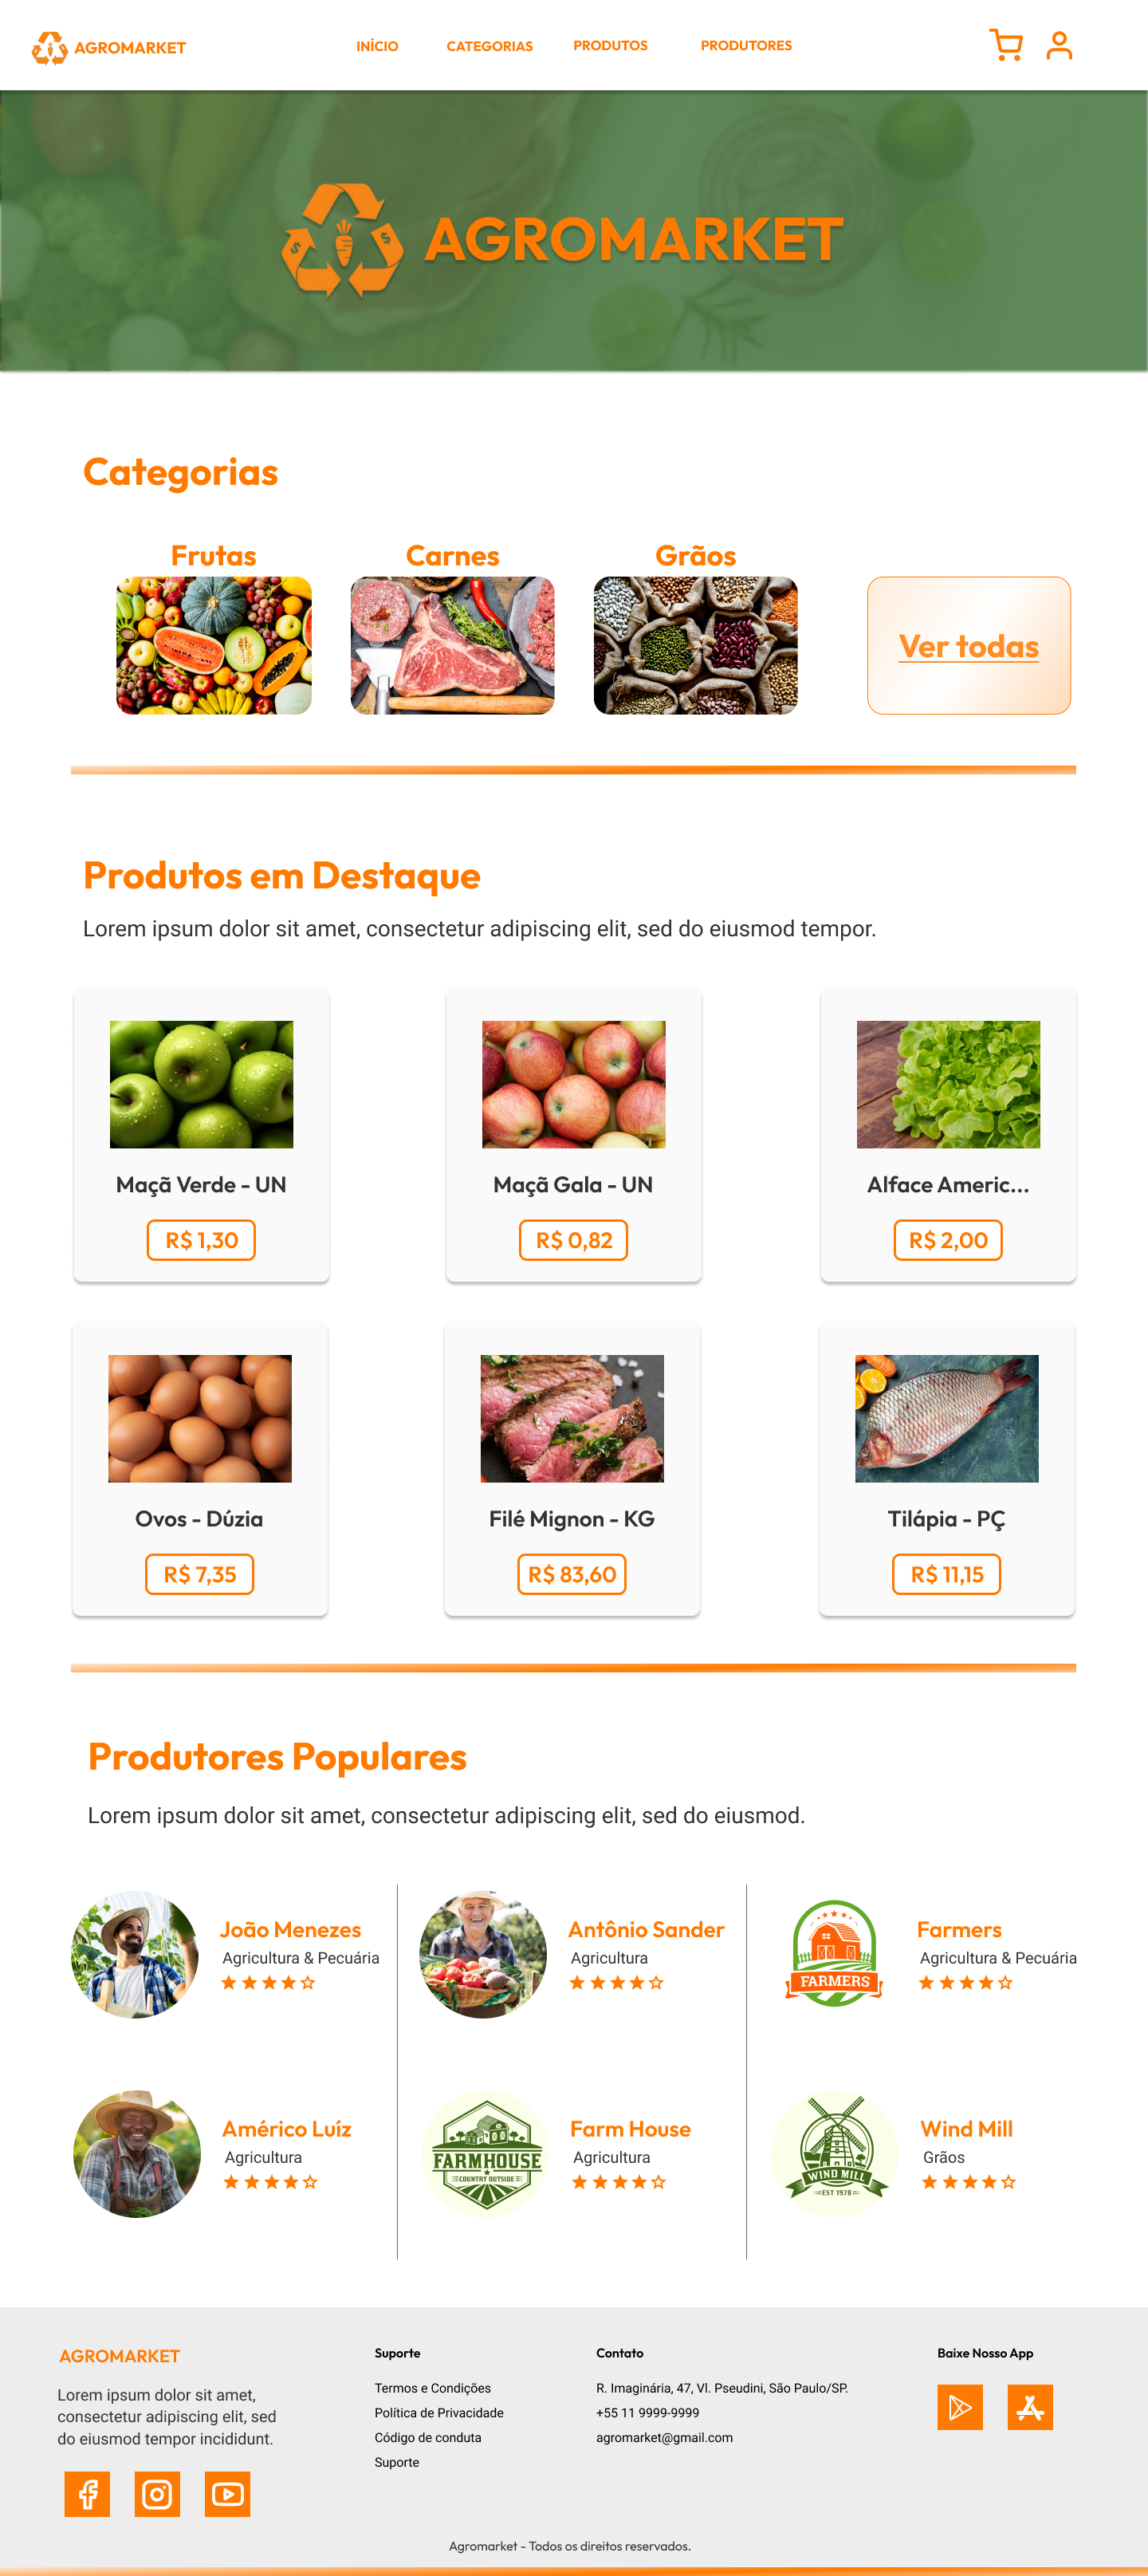 AGROMARKET
INÍCIO
CATEGORIAS
PRODUTOS
PRODUTORES
AGROMARKET
Categorias
Frutas
Carnes
Grãos
Ver todas
Produtos em Destaque
Lorem ipsum dolor sit amet, consectetur adipiscing elit, sed do eiusmod tempor.
Maçã Verde - UN
R$ 1,30
Maçã Gala - UN
R$ 0,82
Alface Americ...
R$ 2,00
Ovos - Dúzia
R$ 7,35
Filé Mignon - KG
R$ 83,60
Tilápia - PÇ
R$ 11,15
Produtores Populares
Lorem ipsum dolor sit amet, consectetur adipiscing elit, sed do eiusmod.
João Menezes
Agricultura & Pecuária
Antônio Sander
Agricultura
FARMERS
Farmers
Agricultura & Pecuária
Américo Luíz
Agricultura
FARMHOUSE
COUNTRY OUTSIDE
Farm House
Agricultura
WIND MILL
EST 1978
Wind Mill
Grãos
AGROMARKET
Lorem ipsum dolor sit amet,
consectetur adipiscing elit, sed
do eiusmod tempor incididunt.
Suporte
Termos e Condições
Política de Privacidade
Código de conduta
Suporte
Contato
R. Imaginária, 47, Vl. Pseudini, São Paulo/SP.
+55 11 9999-9999
agromarket@gmail.com
Baixe Nosso App
Agromarket - Todos os direitos reservados.